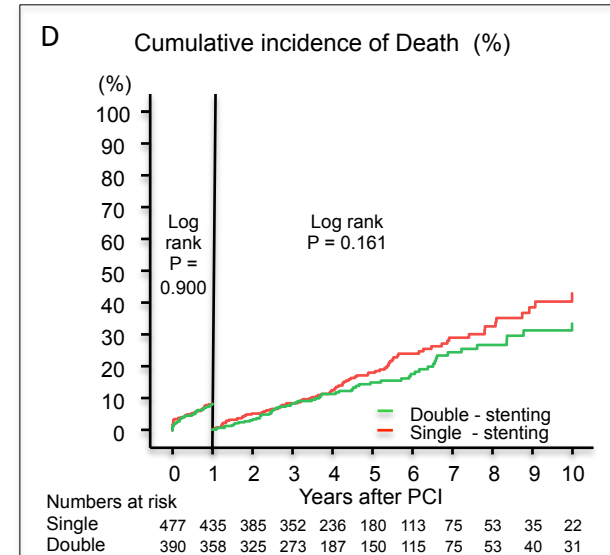 D
Cumulative incidence of Death (%)
(%)
100
90
80
70
60
50
40
30
20
10
0
Log
rank
P =
0.900
Log rank
P = 0.161
Double - stenting
Single - stenting
0 1 2 3 4 5 6 7 8 9 10
Years after PCI
Numbers at risk
Single 477 435 385 352 236 180 113 75 53 35 22
Double 390 358 325 273 187 150 115 75 53 40 31